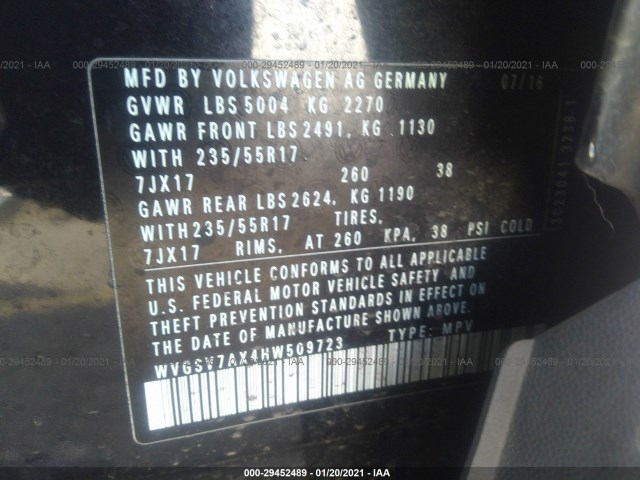 000-29452489 - 01/20/2021 - IAA
MFD BY VOLKSWAGEN AG GERMANY 07/16
GVWR LBS 5004 KG 2270
GAWR FRONT LBS 2491, KG 1130
WITH 235/55R17
7JX17 260 38
GAWR REAR LBS 2624, KG 1190
WITH 235/55R17 TIRES,
7JX17 RIMS, AT 260 KPA, 38 PSI COLD
THIS VEHICLE CONFORMS TO ALL APPLICABLE
U.S. FEDERAL MOTOR VEHICLE SAFETY AND
THEFT PREVENTION STANDARDS IN EFFECT ON
THE DATE OF MANUFACTURE SHOWN ABOVE.
TYPE: MPV
000-29452489 - 01/20/2021 - IAA